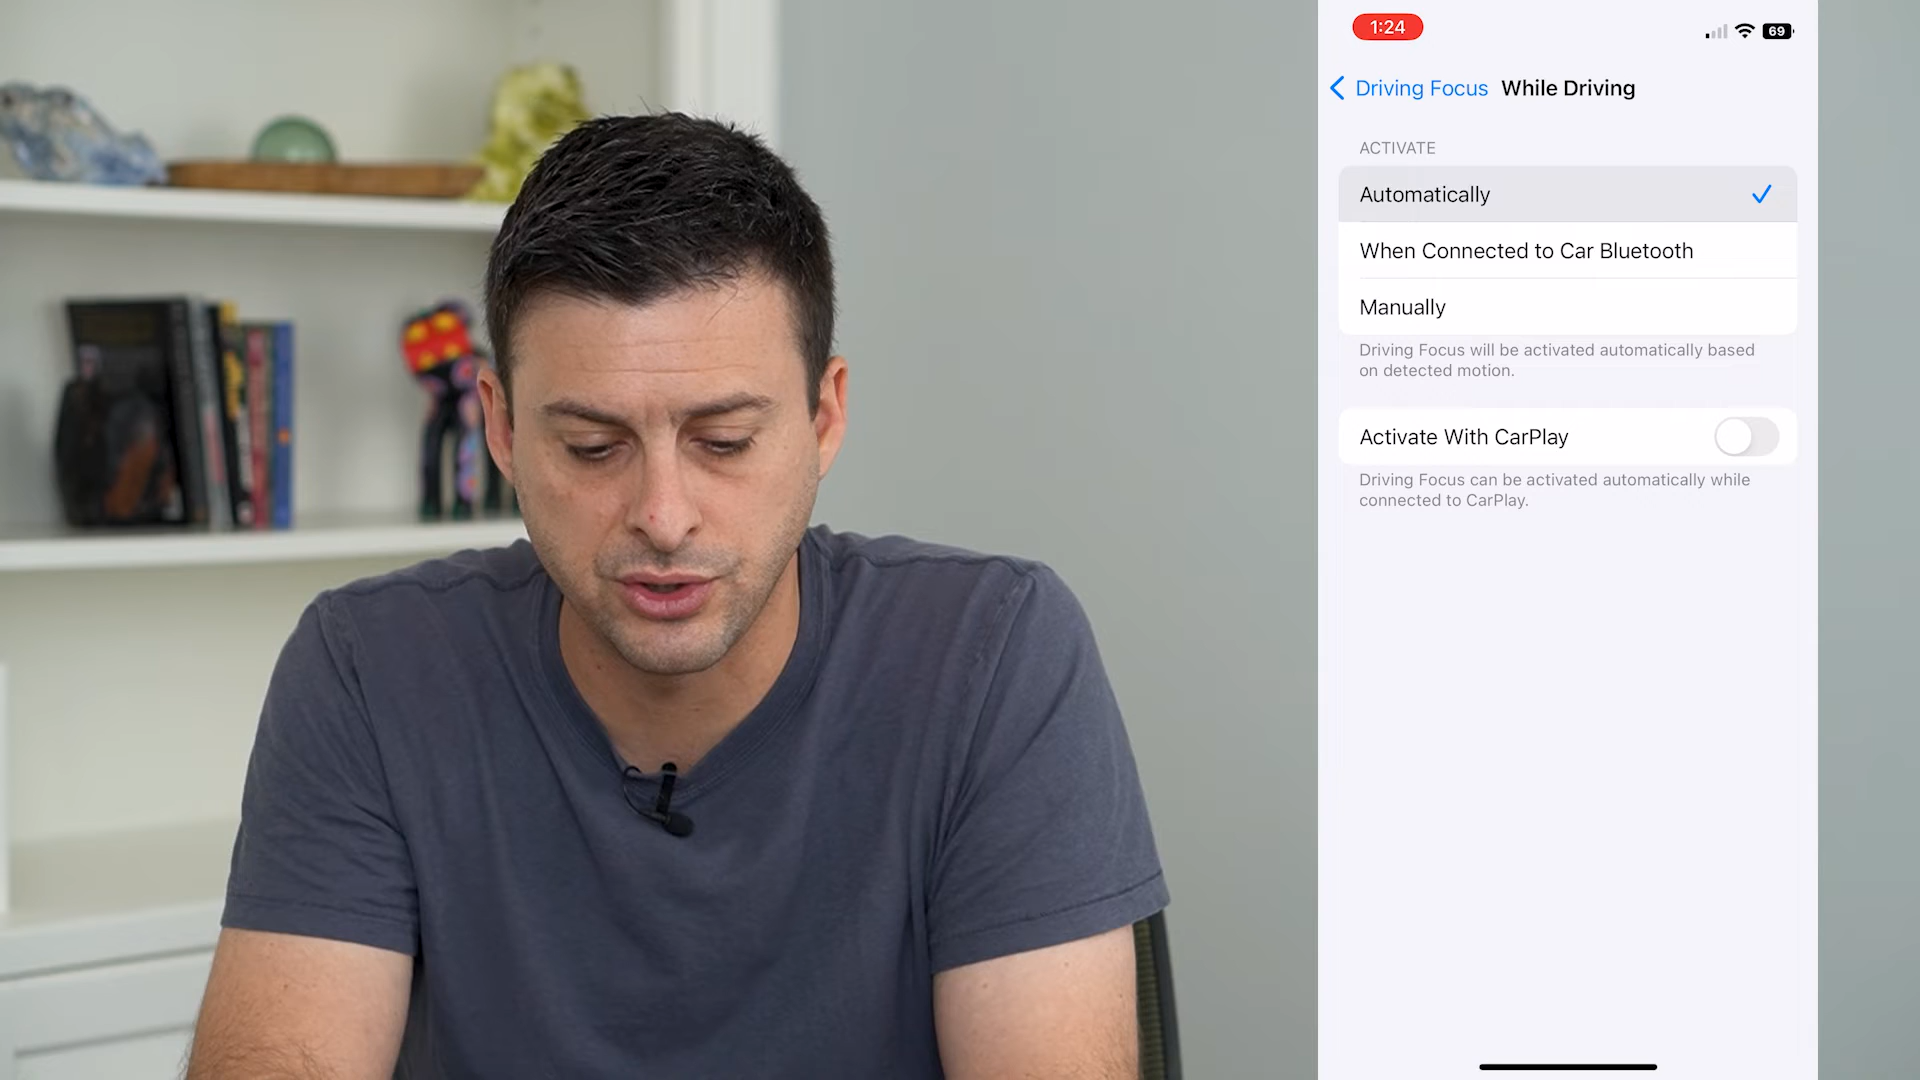 1:24
69
Driving Focus While Driving
ACTIVATE
Automatically
When Connected to Car Bluetooth
Manually
Driving Focus will be activated automatically based
on detected motion.
Activate With CarPlay
Driving Focus can be activated automatically while
connected to CarPlay.